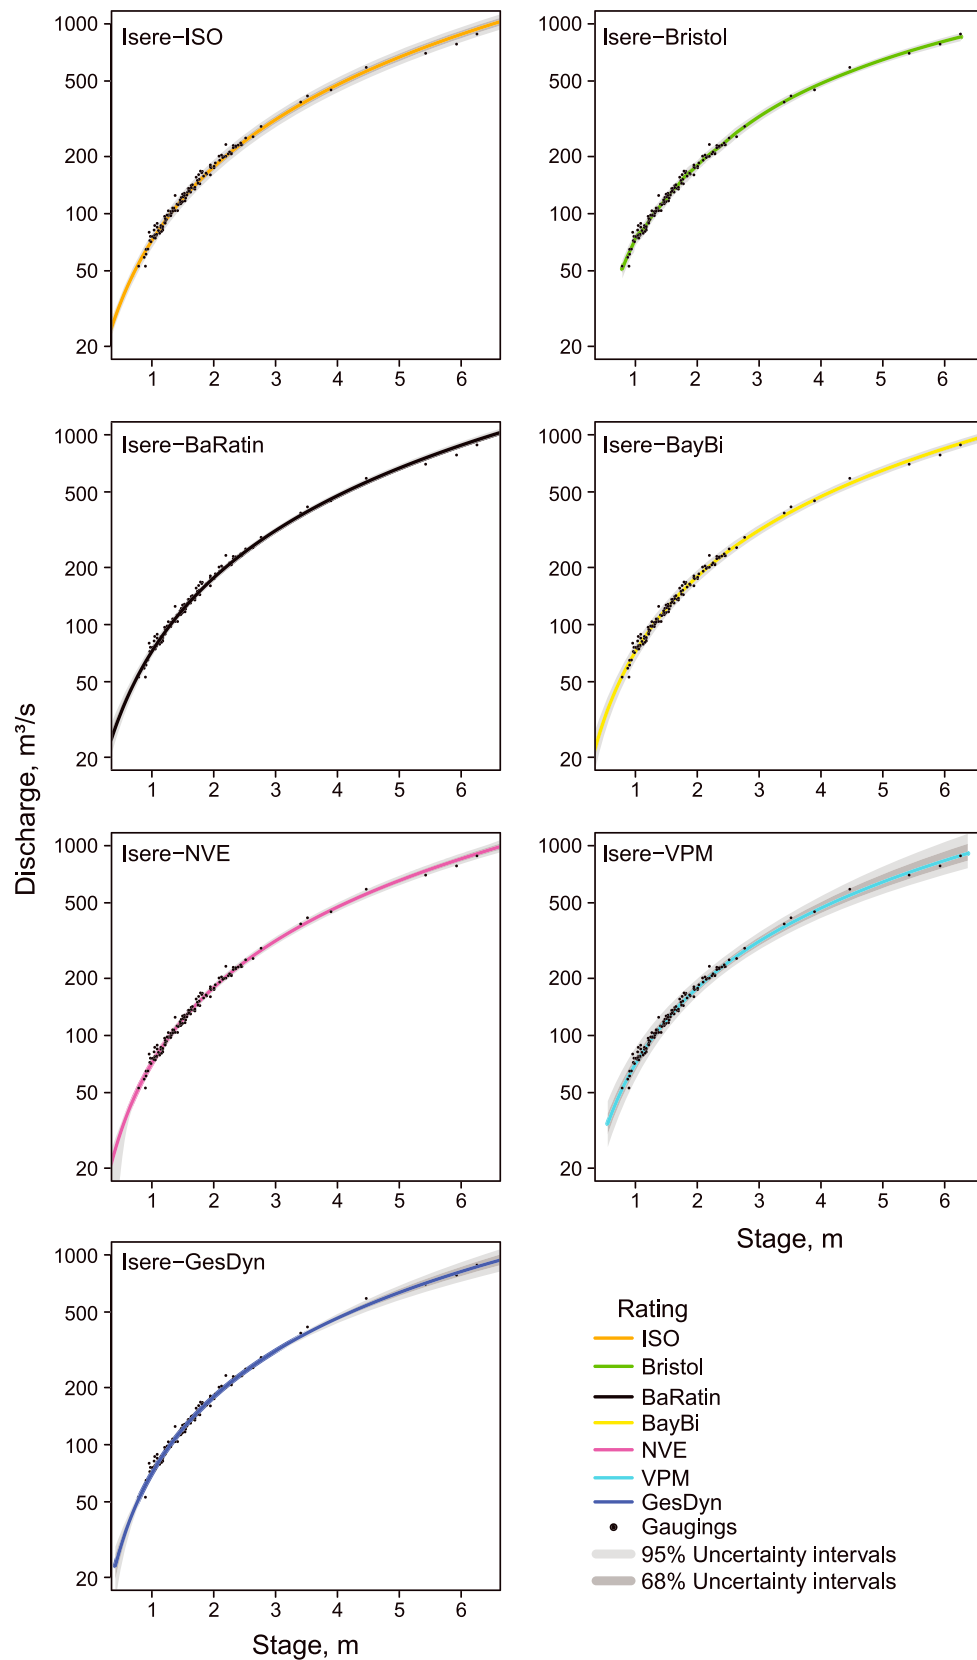 Isere−ISO
1000
500
200
100
50
20
1 2 3 4 5 6
Isere−Bristol
1000
500
200
100
50
20
1 2 3 4 5 6
Isere−BaRatin
1000
500
200
100
50
20
1 2 3 4 5 6
Isere−BayBi
1000
500
200
100
50
20
1 2 3 4 5 6
Discharge, m³/s
Isere−NVE
1000
500
200
100
50
20
1 2 3 4 5 6
Isere−VPM
1000
500
200
100
50
20
1 2 3 4 5 6
Stage, m
Isere−GesDyn
1000
500
200
100
50
20
1 2 3 4 5 6
Stage, m
Rating
ISO
Bristol
BaRatin
BayBi
NVE
VPM
GesDyn
Gaugings
95% Uncertainty intervals
68% Uncertainty intervals